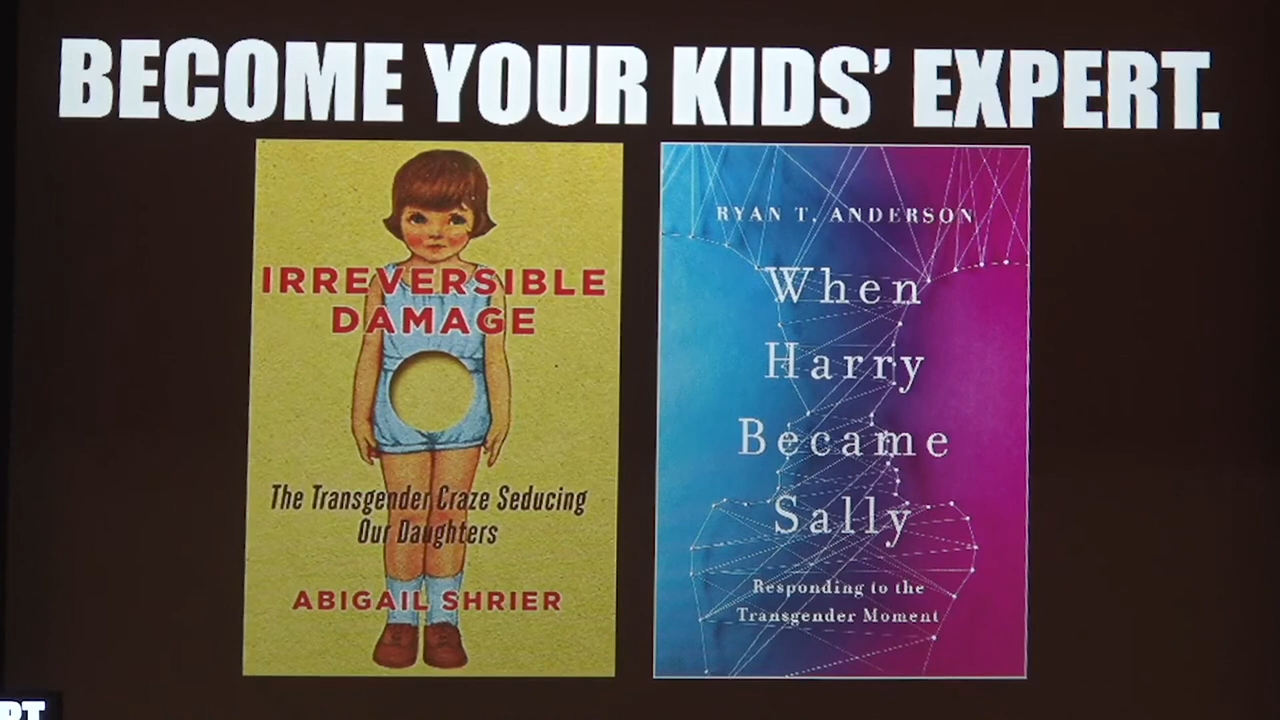 BECOME YOUR KIDS' EXPERT.
IRREVERSIBLE
DAMAGE
The Transgender Craze Seducing
Our Daughters
ABIGAIL SHRIER
RYAN T. ANDERSON
When
Harry
Became
Sally
Responding to the
Transgender Moment